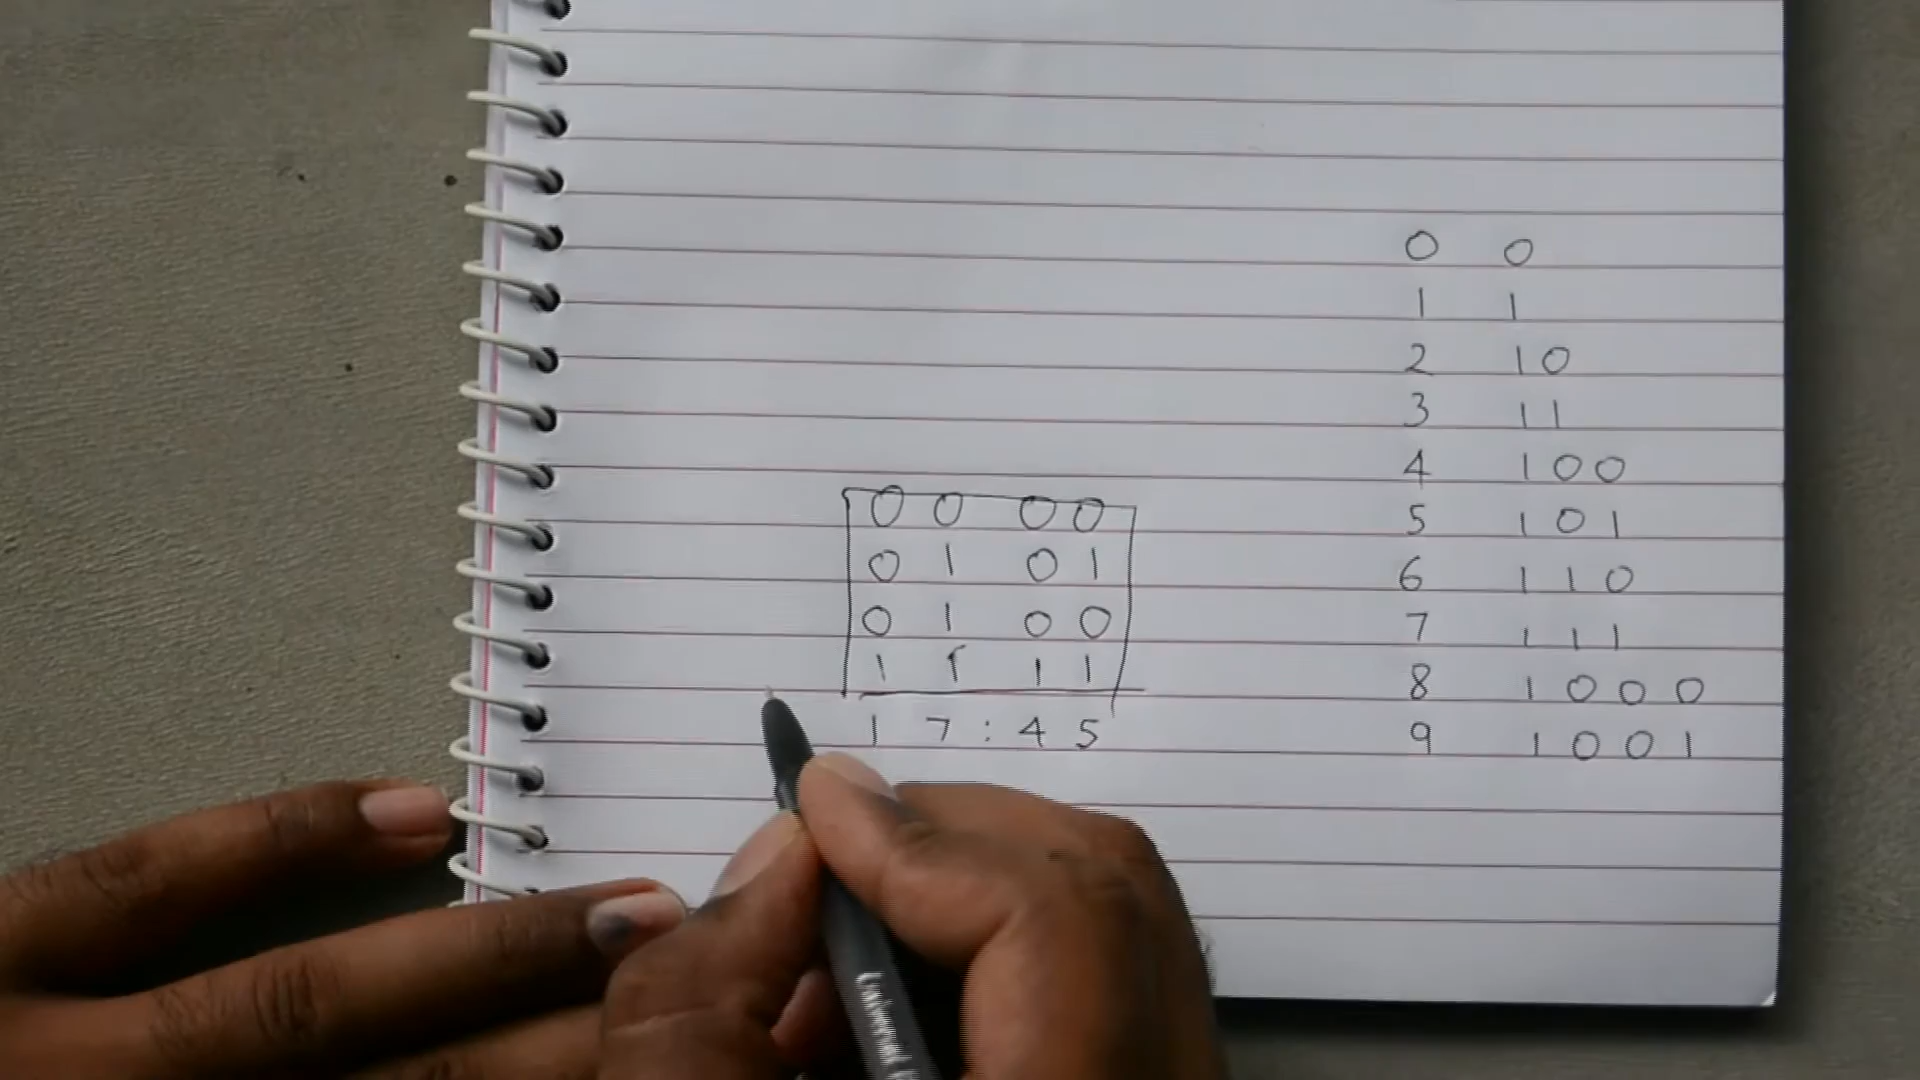 0 0
1 1
2 10
3 11
4 100
5 101
6 110
7 111
8 1000
9 1001
0 0 0 0
0 1 0 1
0 1 0 0
1 1 1 1
1 7 : 4 5